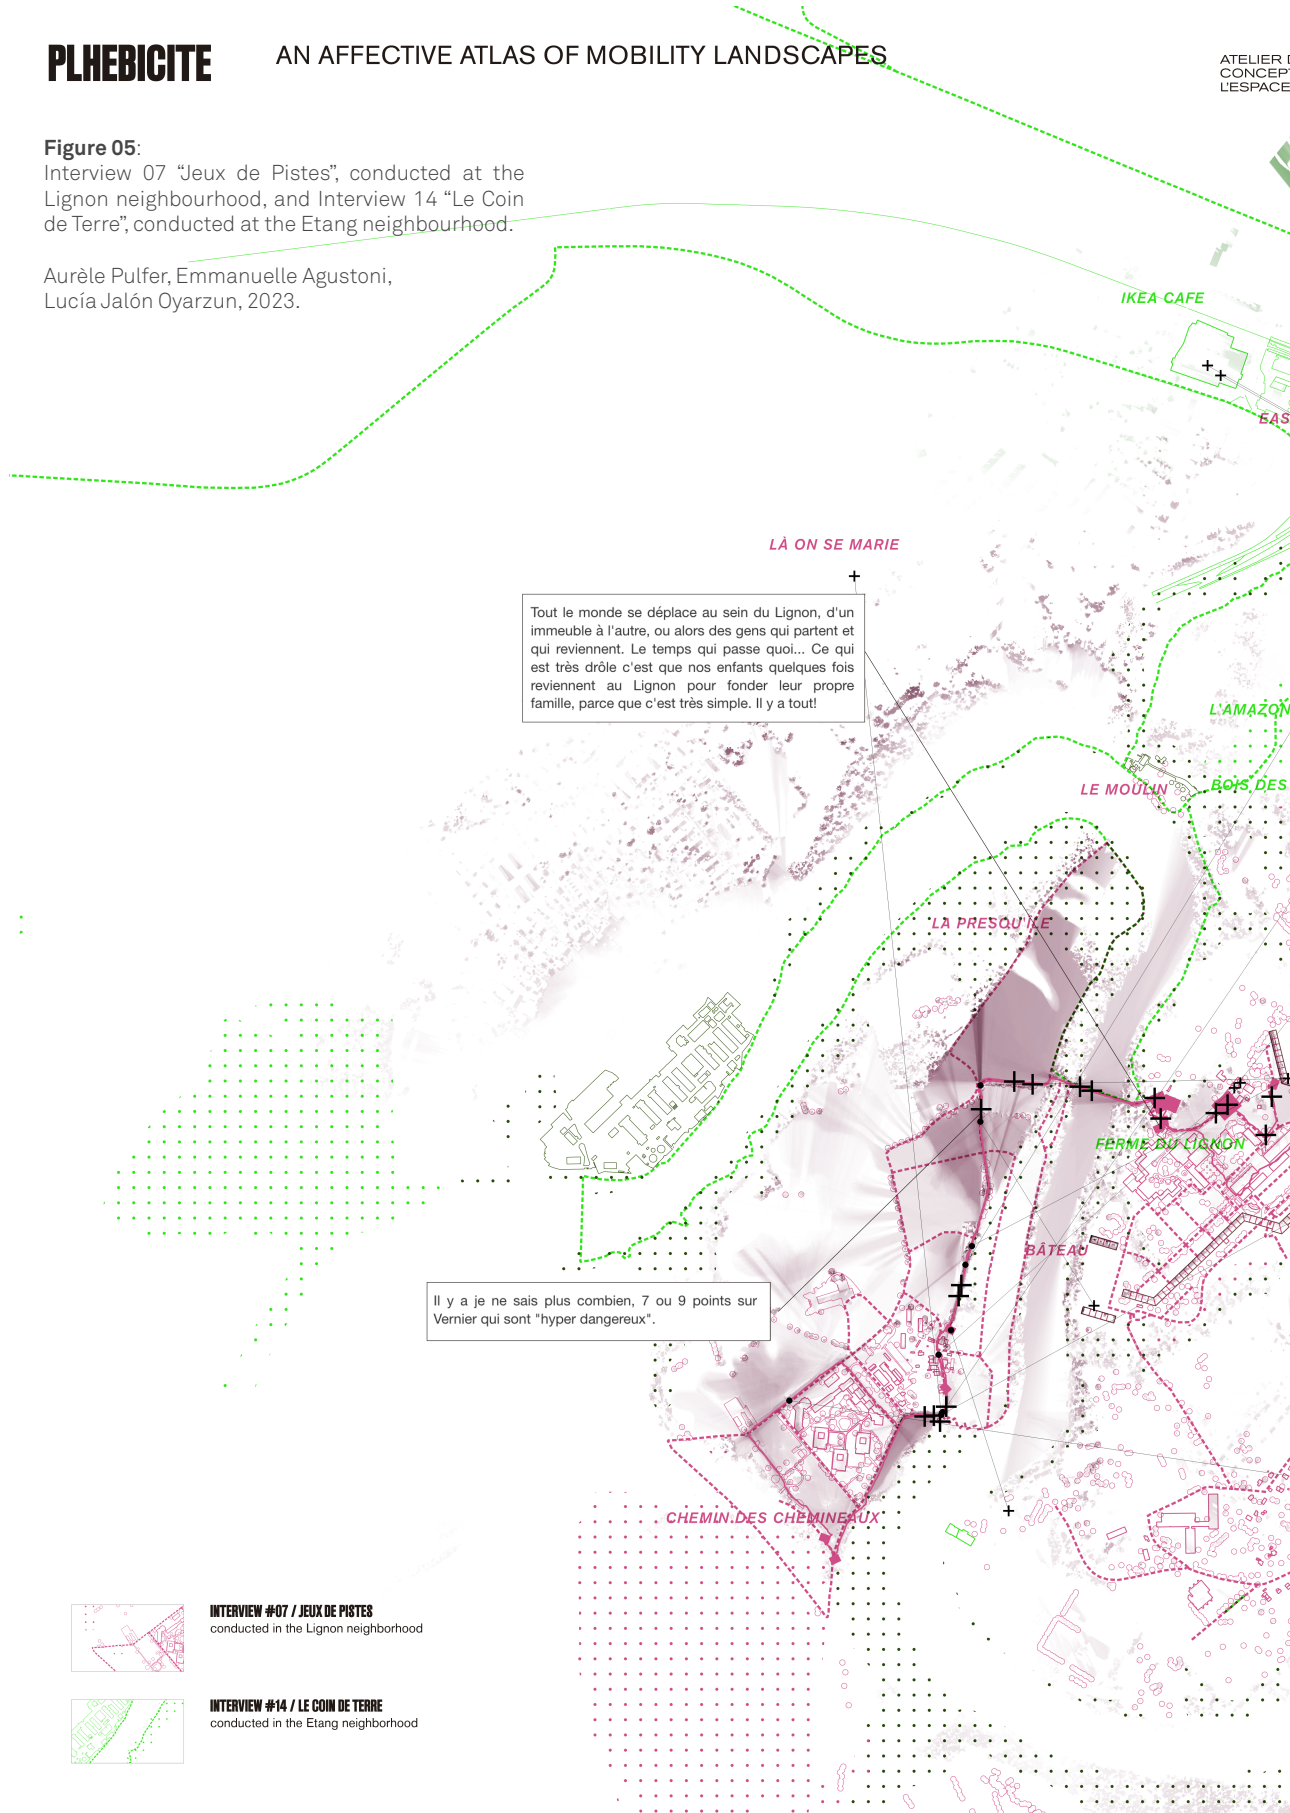 PLHEBICITE
AN AFFECTIVE ATLAS OF MOBILITY LANDSCAPES
ATELIER D
CONCEPT
L'ESPACE
Figure 05:
Interview 07 “Jeux de Pistes”, conducted at the
Lignon neighbourhood, and Interview 14 “Le Coin
de Terre”, conducted at the Etang neighbourhood.
Aurèle Pulfer, Emmanuelle Agustoni,
Lucía Jalón Oyarzun, 2023.
IKEA CAFE
EAS
LÀ ON SE MARIE
Tout le monde se déplace au sein du Lignon, d'un
immeuble à l'autre, ou alors des gens qui partent et
qui reviennent. Le temps qui passe quoi... Ce qui
est très drôle c'est que nos enfants quelques fois
reviennent au Lignon pour fonder leur propre
famille, parce que c'est très simple. Il y a tout!
L'AMAZON
LE MOULIN
BOIS DES
LA PRESQU'ILE
FERME DU LIGNON
BÂTEAU
Il y a je ne sais plus combien, 7 ou 9 points sur
Vernier qui sont "hyper dangereux".
CHEMIN DES CHEMINEAUX
INTERVIEW #07 / JEUX DE PISTES
conducted in the Lignon neighborhood
INTERVIEW #14 / LE COIN DE TERRE
conducted in the Etang neighborhood